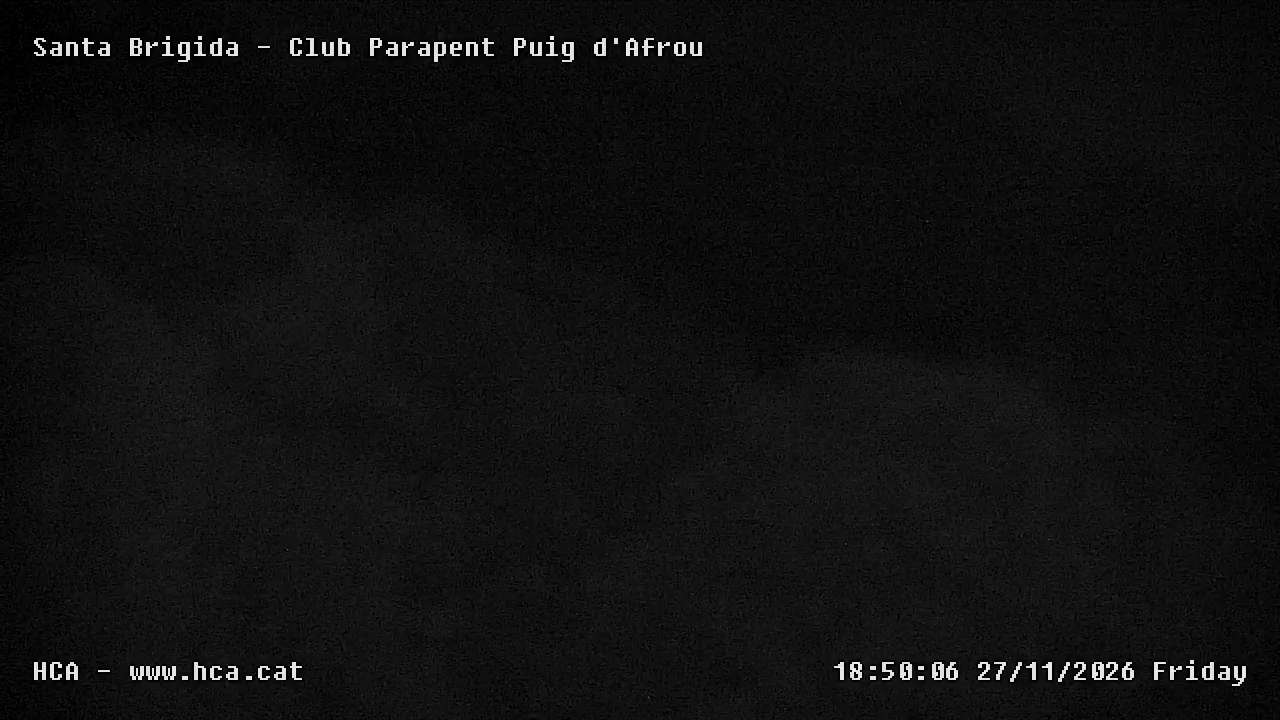 Santa Brigida - Club Parapent Puig d'Afrou
HCA - www.hca.cat
18:50:06 27/11/2026 Friday